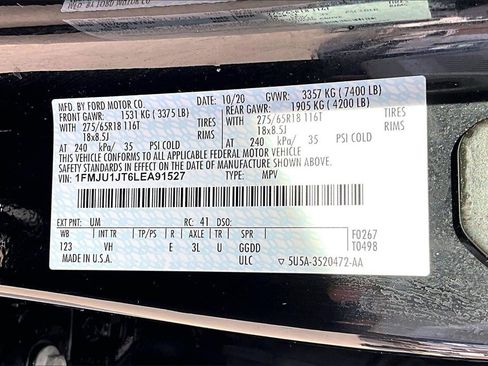 MFD. BY FORD MOTOR CO.
MFD. BY FORD MOTOR CO. 10/20 GVWR: 3357 KG ( 7400 LB)
FRONT GAWR: 1531 KG ( 3375 LB) REAR GAWR: 1905 KG ( 4200 LB)
WITH 275/65R18 116T TIRES WITH 275/65R18 116T TIRES
18x8.5J RIMS 18x8.5J RIMS
AT 240 kPa/ 35 PSI COLD AT 240 kPa/ 35 PSI COLD
THIS VEHICLE CONFORMS TO ALL APPLICABLE FEDERAL MOTOR VEHICLE
SAFETY STANDARDS IN EFFECT ON THE DATE OF MANUFACTURE SHOWN ABOVE.
VIN: 1FMJU1JT6LEA91527 TYPE: MPV
EXT PNT: UM RC: 41 DSO: F0267
WB INT TR TP/PS R AXLE TR SPR T0498
123 VH E 3L U GGDD
MADE IN U.S.A. ULC 5U5A-3520472-AA